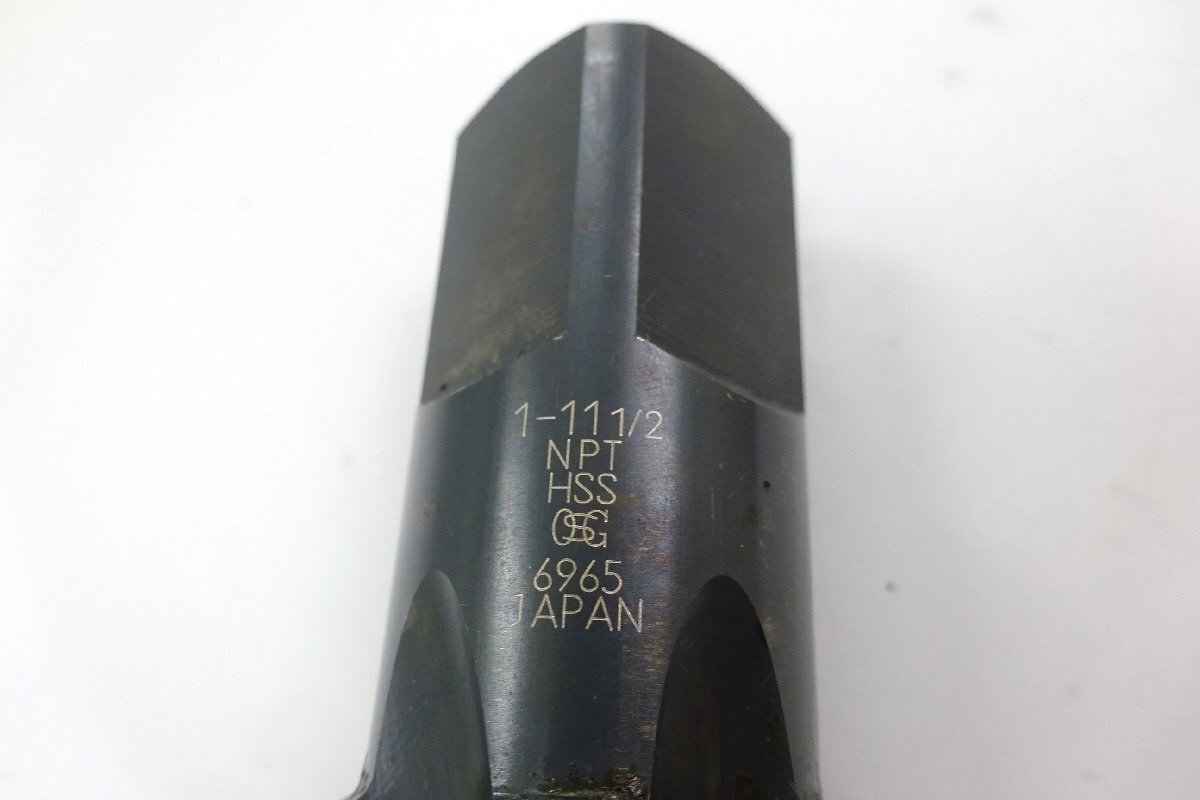 1-11 1/2
NPT
HSS
OSG
6965
JAPAN